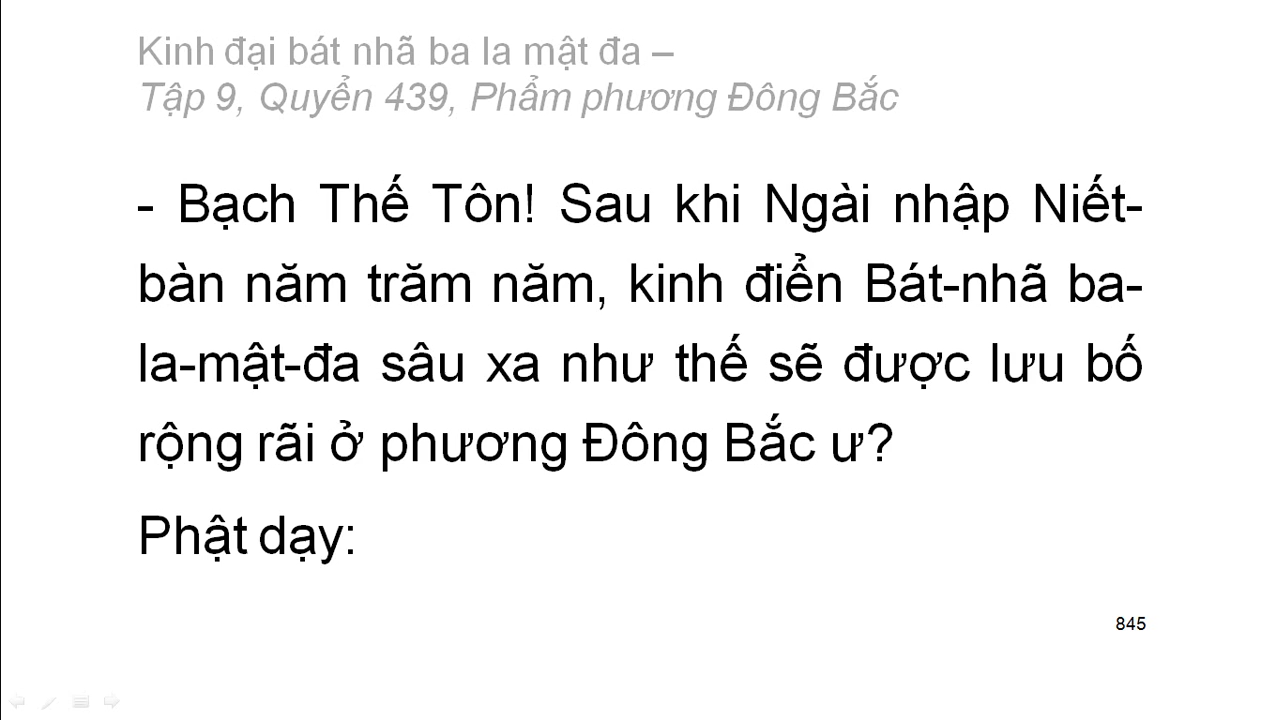 Kinh đại bát nhã ba la mật đa –
Tập 9, Quyển 439, Phẩm phương Đông Bắc
- Bạch Thế Tôn! Sau khi Ngài nhập Niết-
bàn năm trăm năm, kinh điển Bát-nhã ba-
la-mật-đa sâu xa như thế sẽ được lưu bố
rộng rãi ở phương Đông Bắc ư?
Phật dạy:
845